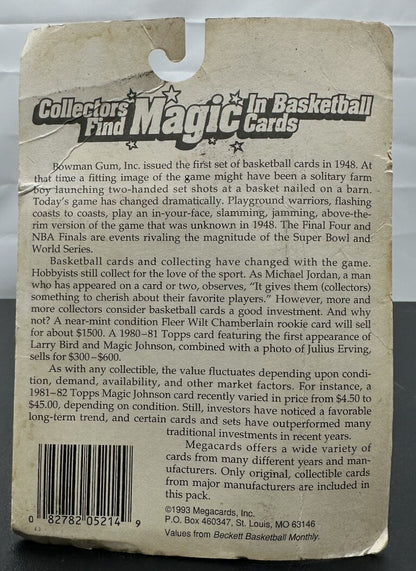 Collectors Find Magic In Basketball Cards
Bowman Gum, Inc. issued the first set of basketball cards in 1948. At
that time a fitting image of the game might have been a solitary farm
boy launching two-handed set shots at a basket nailed on a barn.
Today's game has changed dramatically. Playground warriors, flashing
coasts to coasts, play an in-your-face, slamming, jamming, above-the-
rim version of the game that was unknown in 1948. The Final Four and
NBA Finals are events rivaling the magnitude of the Super Bowl and
World Series.
Basketball cards and collecting have changed with the game.
Hobbyists still collect for the love of the sport. As Michael Jordan, a man
who has appeared on a card or two, observes, "It gives them (collectors)
something to cherish about their favorite players." However, more and
more collectors consider basketball cards a good investment. And why
not? A near-mint condition Fleer Wilt Chamberlain rookie card will sell
for about $1500. A 1980–81 Topps card featuring the first appearance of
Larry Bird and Magic Johnson, combined with a photo of Julius Erving,
sells for $300–$600.
As with any collectible, the value fluctuates depending upon condi-
tion, demand, availability, and other market factors. For instance, a
1981–82 Topps Magic Johnson card recently varied in price from $4.50 to
$45.00, depending on condition. Still, investors have noticed a favorable
long-term trend, and certain cards and sets have outperformed many
traditional investments in recent years.
Megacards offers a wide variety of
cards from many different years and man-
ufacturers. Only original, collectible cards
from major manufacturers are included in
this pack.
©1993 Megacards, Inc.
P.O. Box 460347, St. Louis, MO 63146
Values from Beckett Basketball Monthly.
0 82782 05214 9